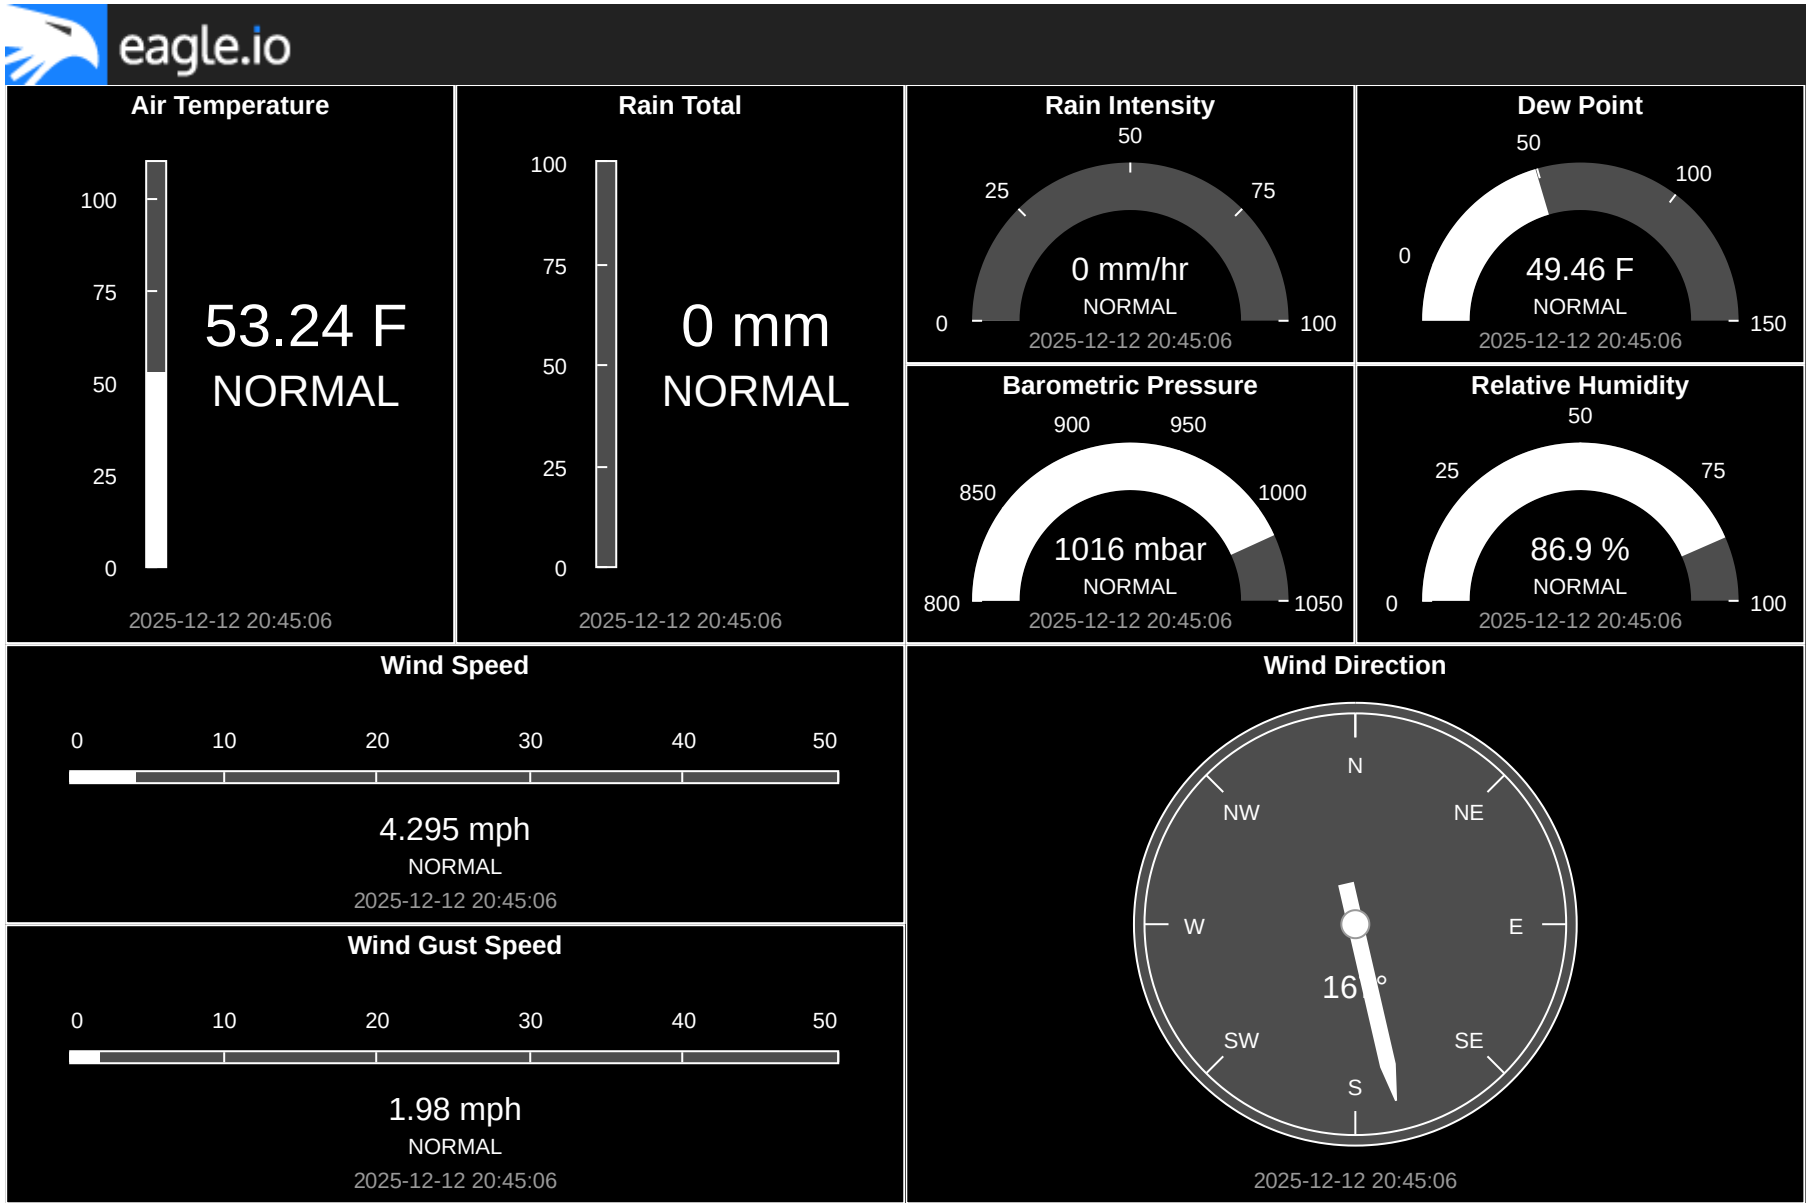 eagle.io
Air Temperature
100
75
50
25
0
53.24 F
NORMAL
2025-12-12 20:45:06
Rain Total
100
75
50
25
0
0 mm
NORMAL
2025-12-12 20:45:06
Rain Intensity
0
25
50
75
100
0 mm/hr
NORMAL
2025-12-12 20:45:06
Dew Point
0
50
100
150
49.46 F
NORMAL
2025-12-12 20:45:06
Barometric Pressure
800
850
900
950
1000
1050
1016 mbar
NORMAL
2025-12-12 20:45:06
Relative Humidity
0
25
50
75
100
86.9 %
NORMAL
2025-12-12 20:45:06
Wind Speed
0 10 20 30 40 50
4.295 mph
NORMAL
2025-12-12 20:45:06
Wind Gust Speed
0 10 20 30 40 50
1.98 mph
NORMAL
2025-12-12 20:45:06
Wind Direction
N
NW NE
W E
SW SE
S
2025-12-12 20:45:06